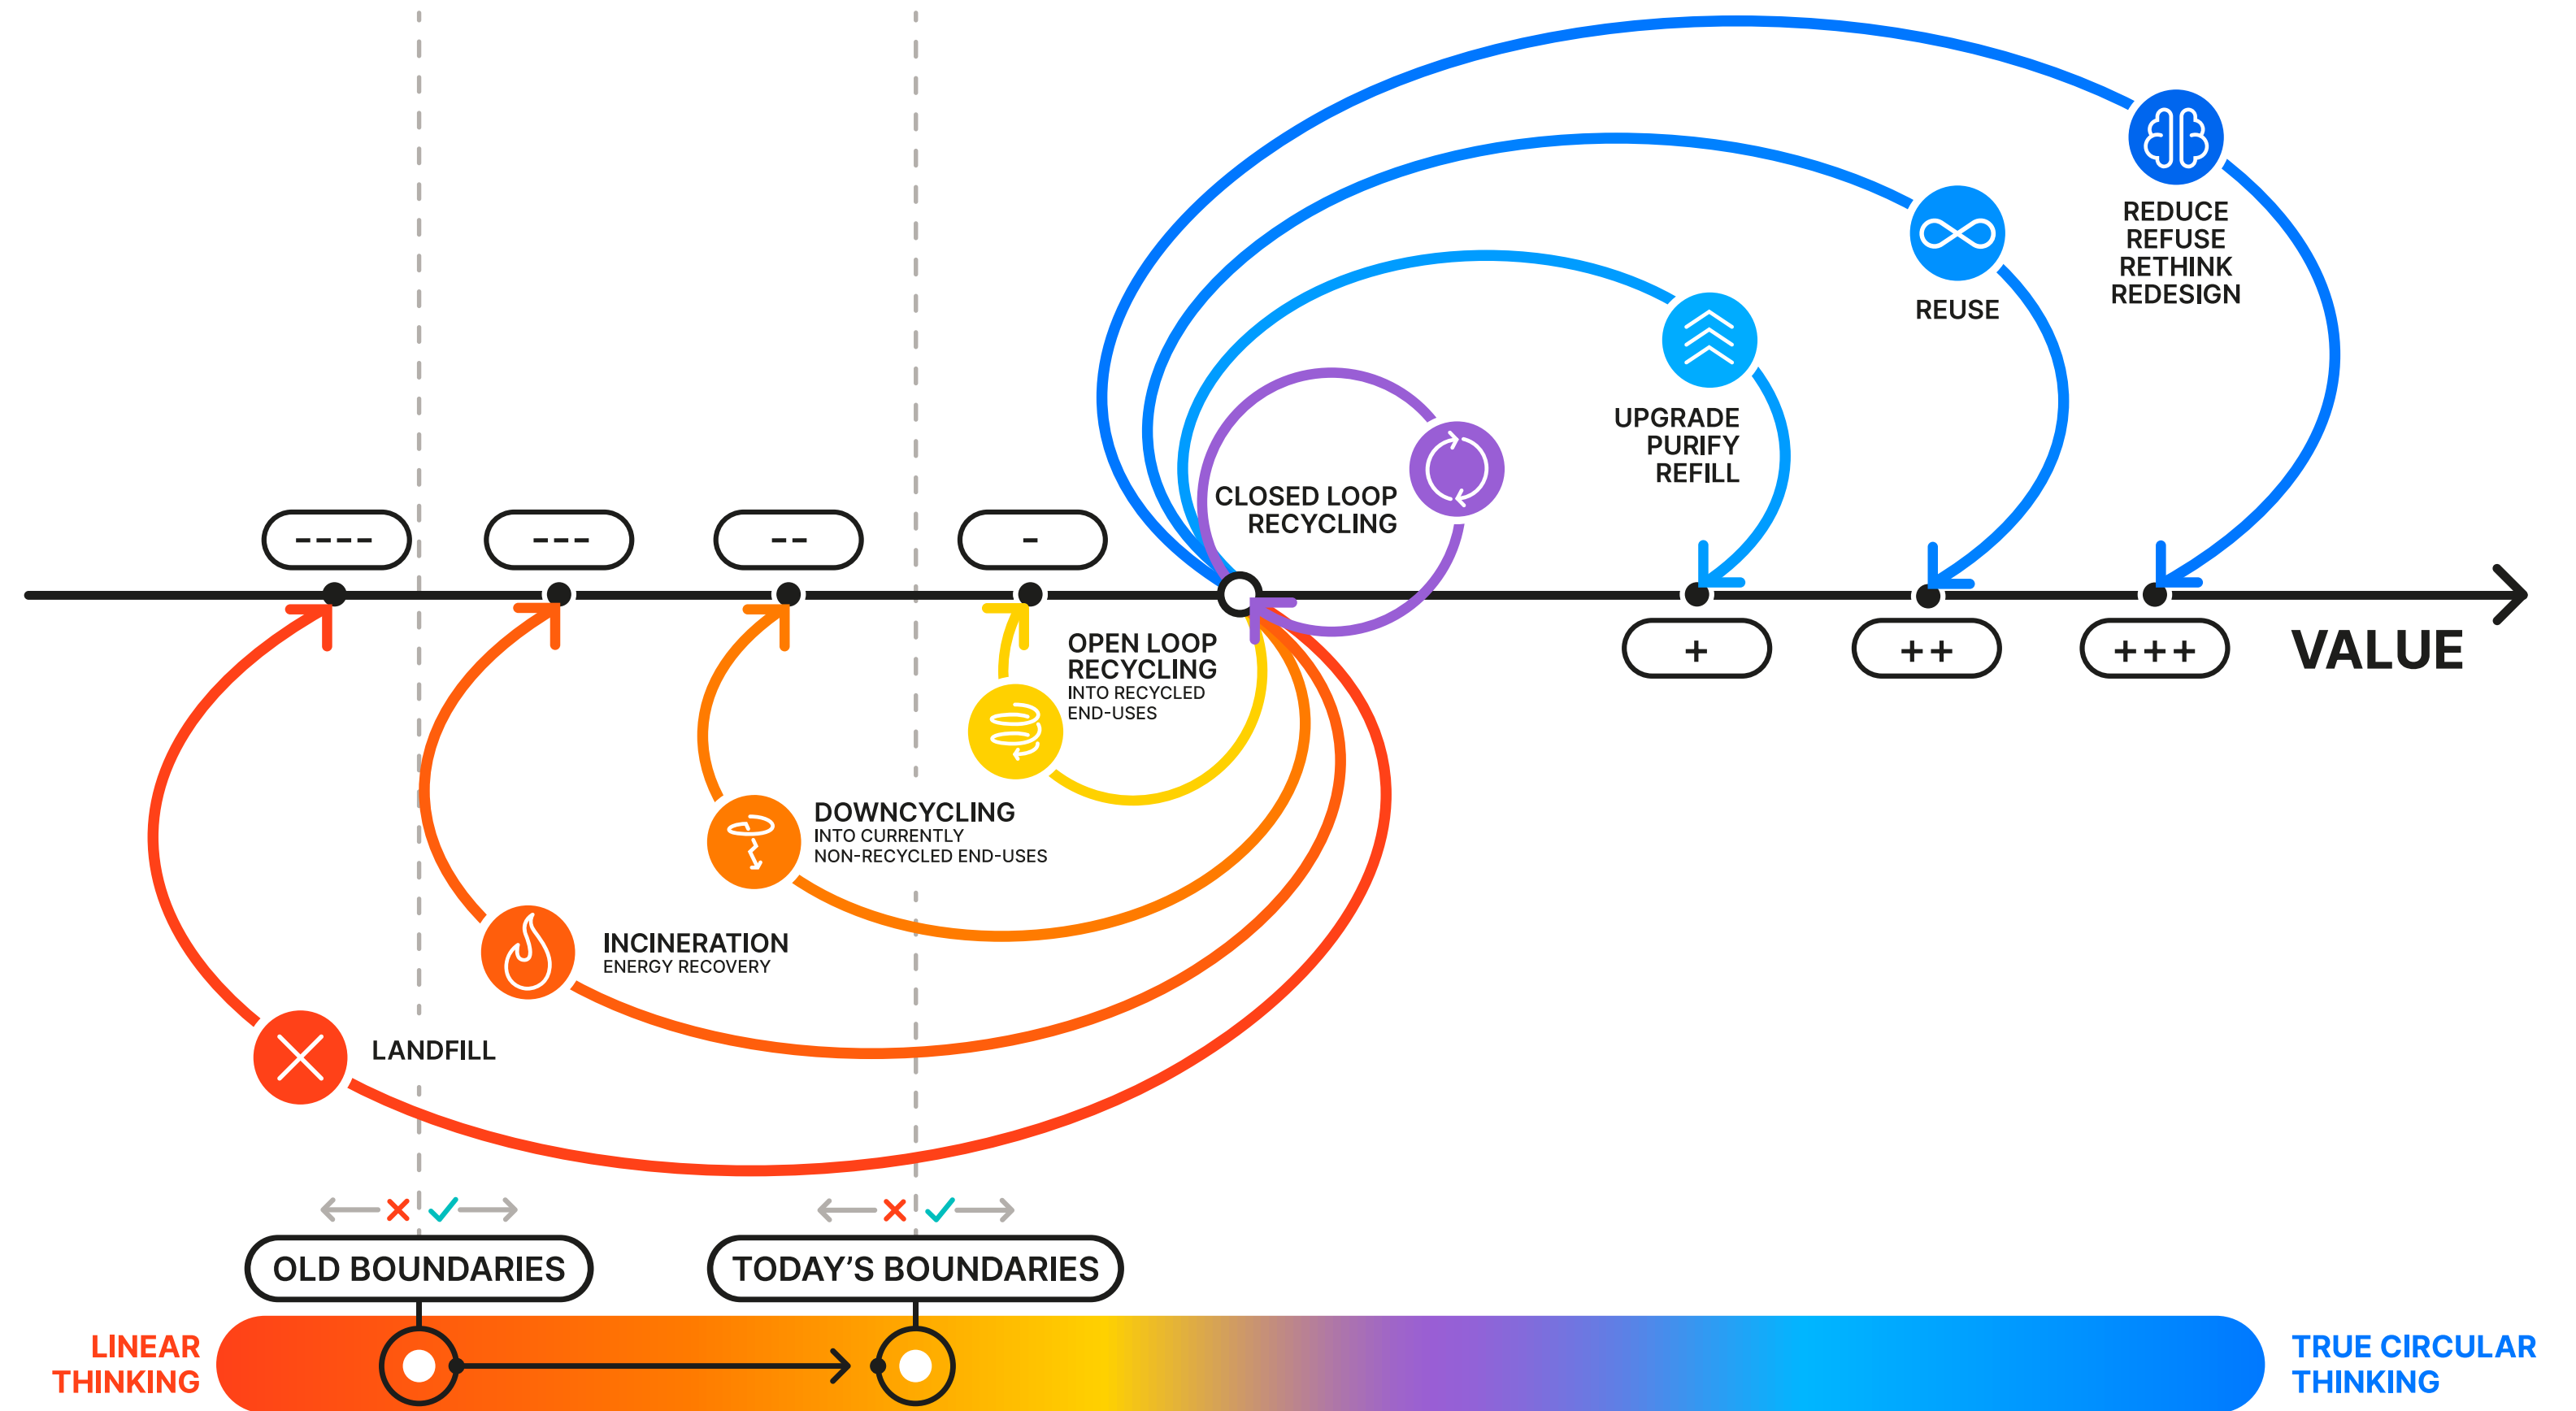 REDUCE
REFUSE
RETHINK
REDESIGN
REUSE
UPGRADE
PURIFY
REFILL
CLOSED LOOP
RECYCLING
----
---
--
-
+
++
+++
VALUE
OPEN LOOP
RECYCLING
INTO RECYCLED
END-USES
DOWNCYCLING
INTO CURRENTLY
NON-RECYCLED END-USES
INCINERATION
ENERGY RECOVERY
LANDFILL
OLD BOUNDARIES
TODAY'S BOUNDARIES
LINEAR
THINKING
TRUE CIRCULAR
THINKING